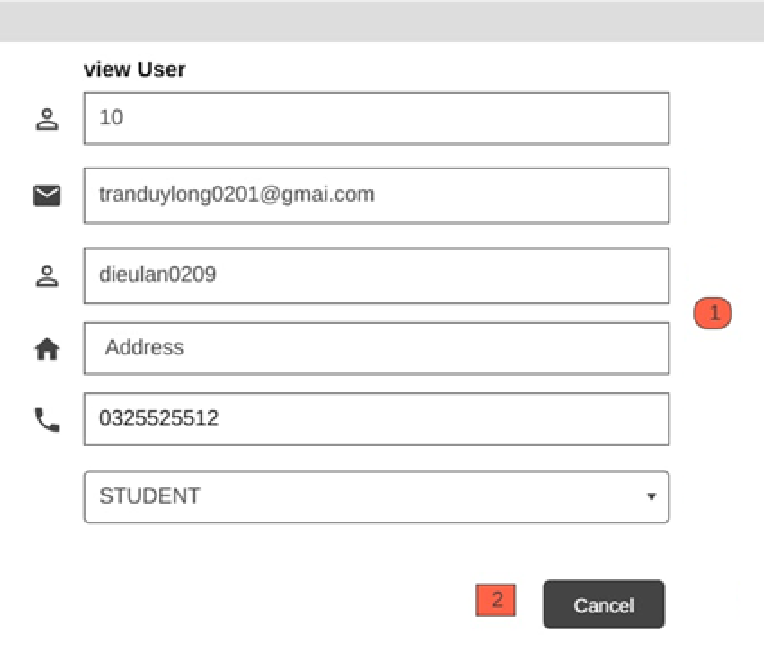 view User
10
tranduylong0201@gmai.com
dieulan0209
1
Address
0325525512
STUDENT
2
Cancel